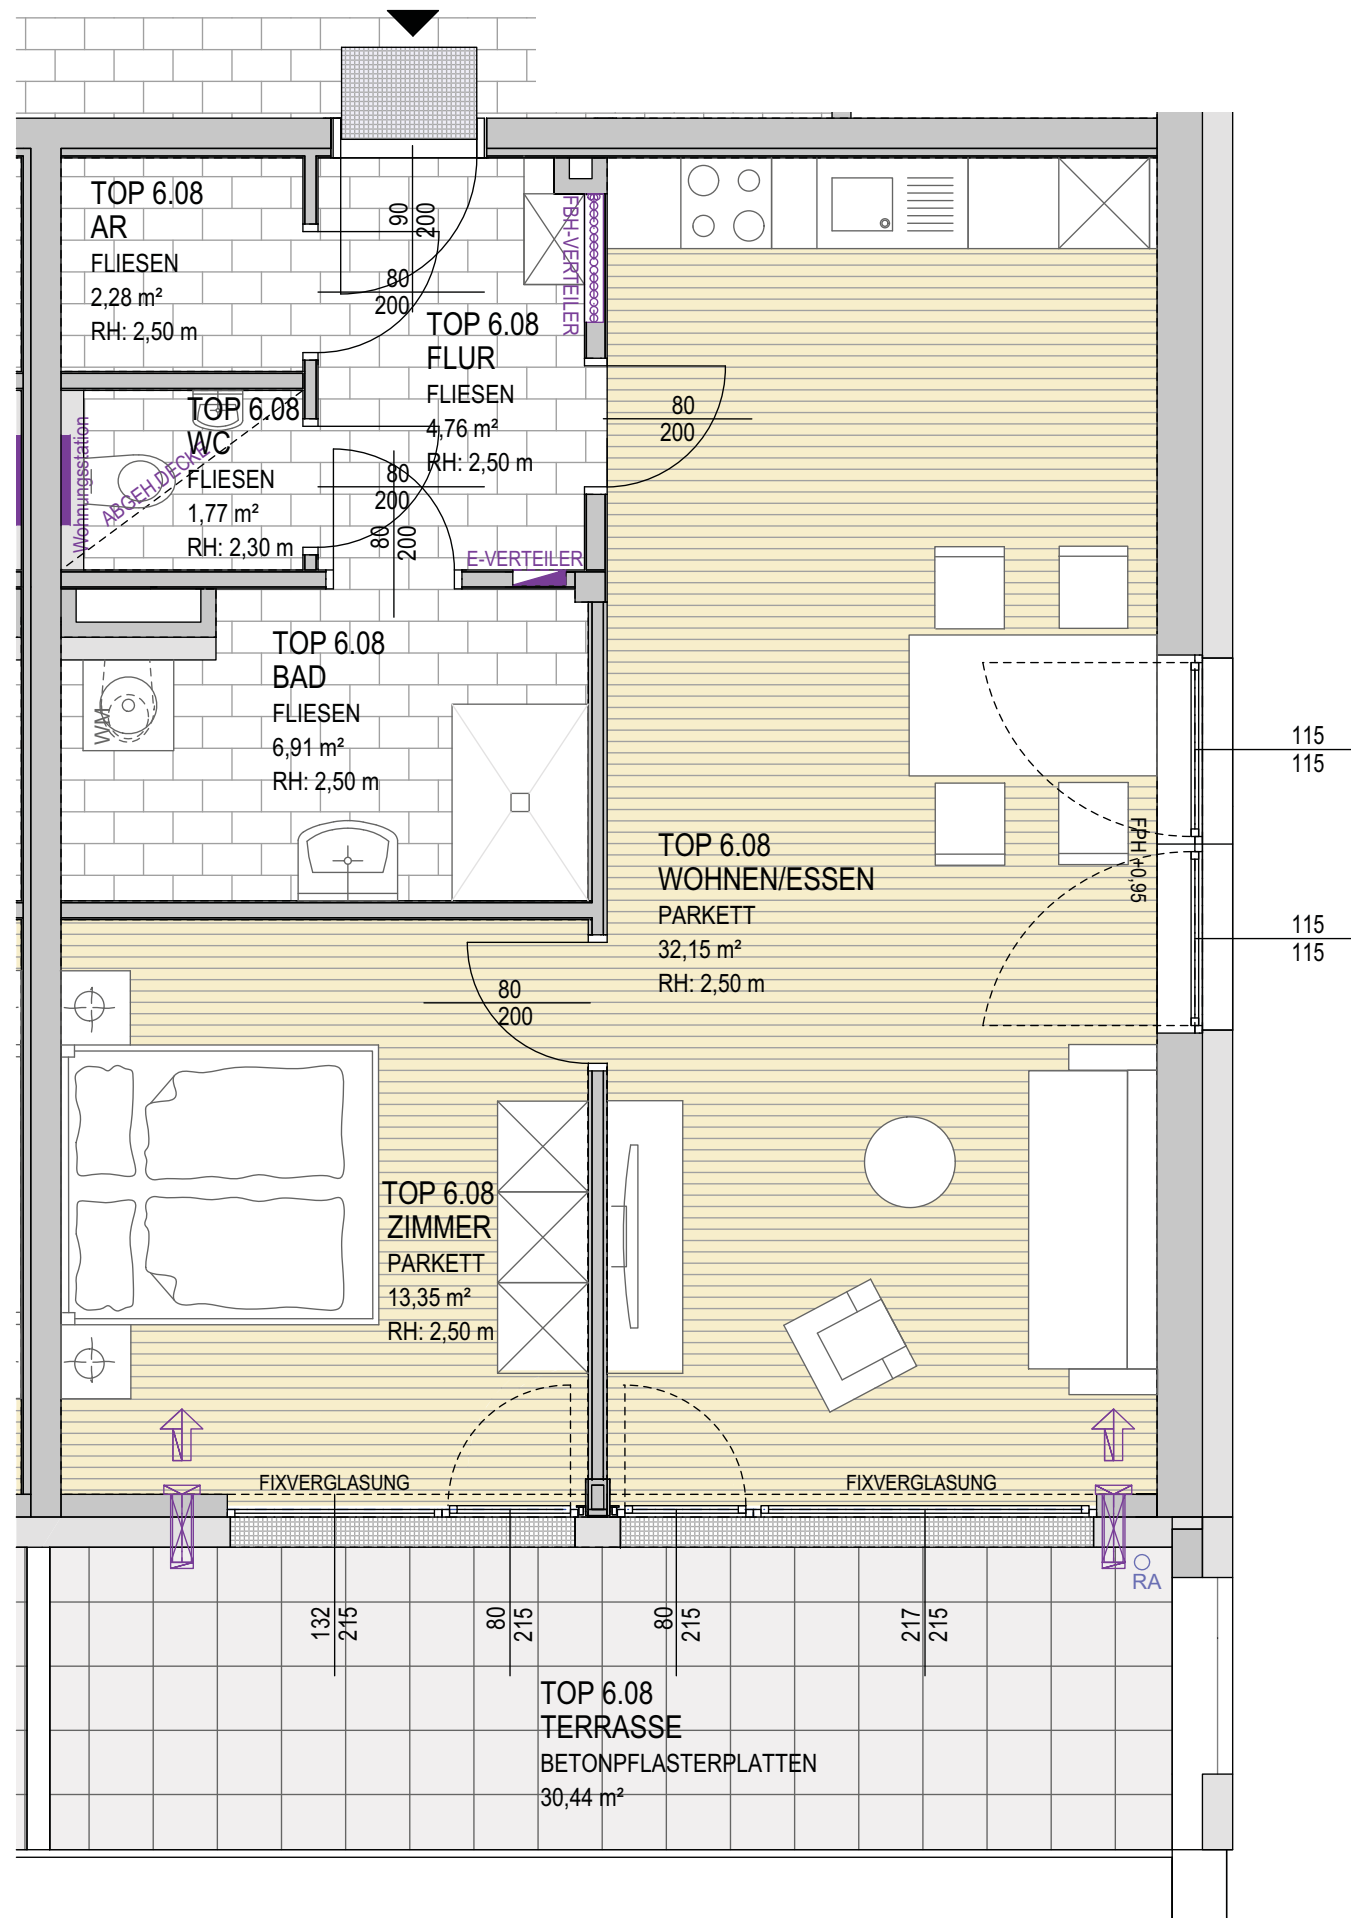 TOP 6.08
AR
FLIESEN
2,28 m²
RH: 2,50 m
90
200
80
200
FBH-VERTEILER
TOP 6.08
FLUR
FLIESEN
4,76 m²
RH: 2,50 m
80
200
TOP 6.08
WC
FLIESEN
1,77 m²
RH: 2,30 m
Wohnungsstation
ABGEH.DECKE
80
200
80
200
E-VERTEILER
TOP 6.08
BAD
FLIESEN
6,91 m²
RH: 2,50 m
WM
TOP 6.08
WOHNEN/ESSEN
PARKETT
32,15 m²
RH: 2,50 m
FPH +0,95
115
115
115
115
80
200
TOP 6.08
ZIMMER
PARKETT
13,35 m²
RH: 2,50 m
FIXVERGLASUNG
FIXVERGLASUNG
RA
132
215
80
215
80
215
217
215
TOP 6.08
TERRASSE
BETONPFLASTERPLATTEN
30,44 m²